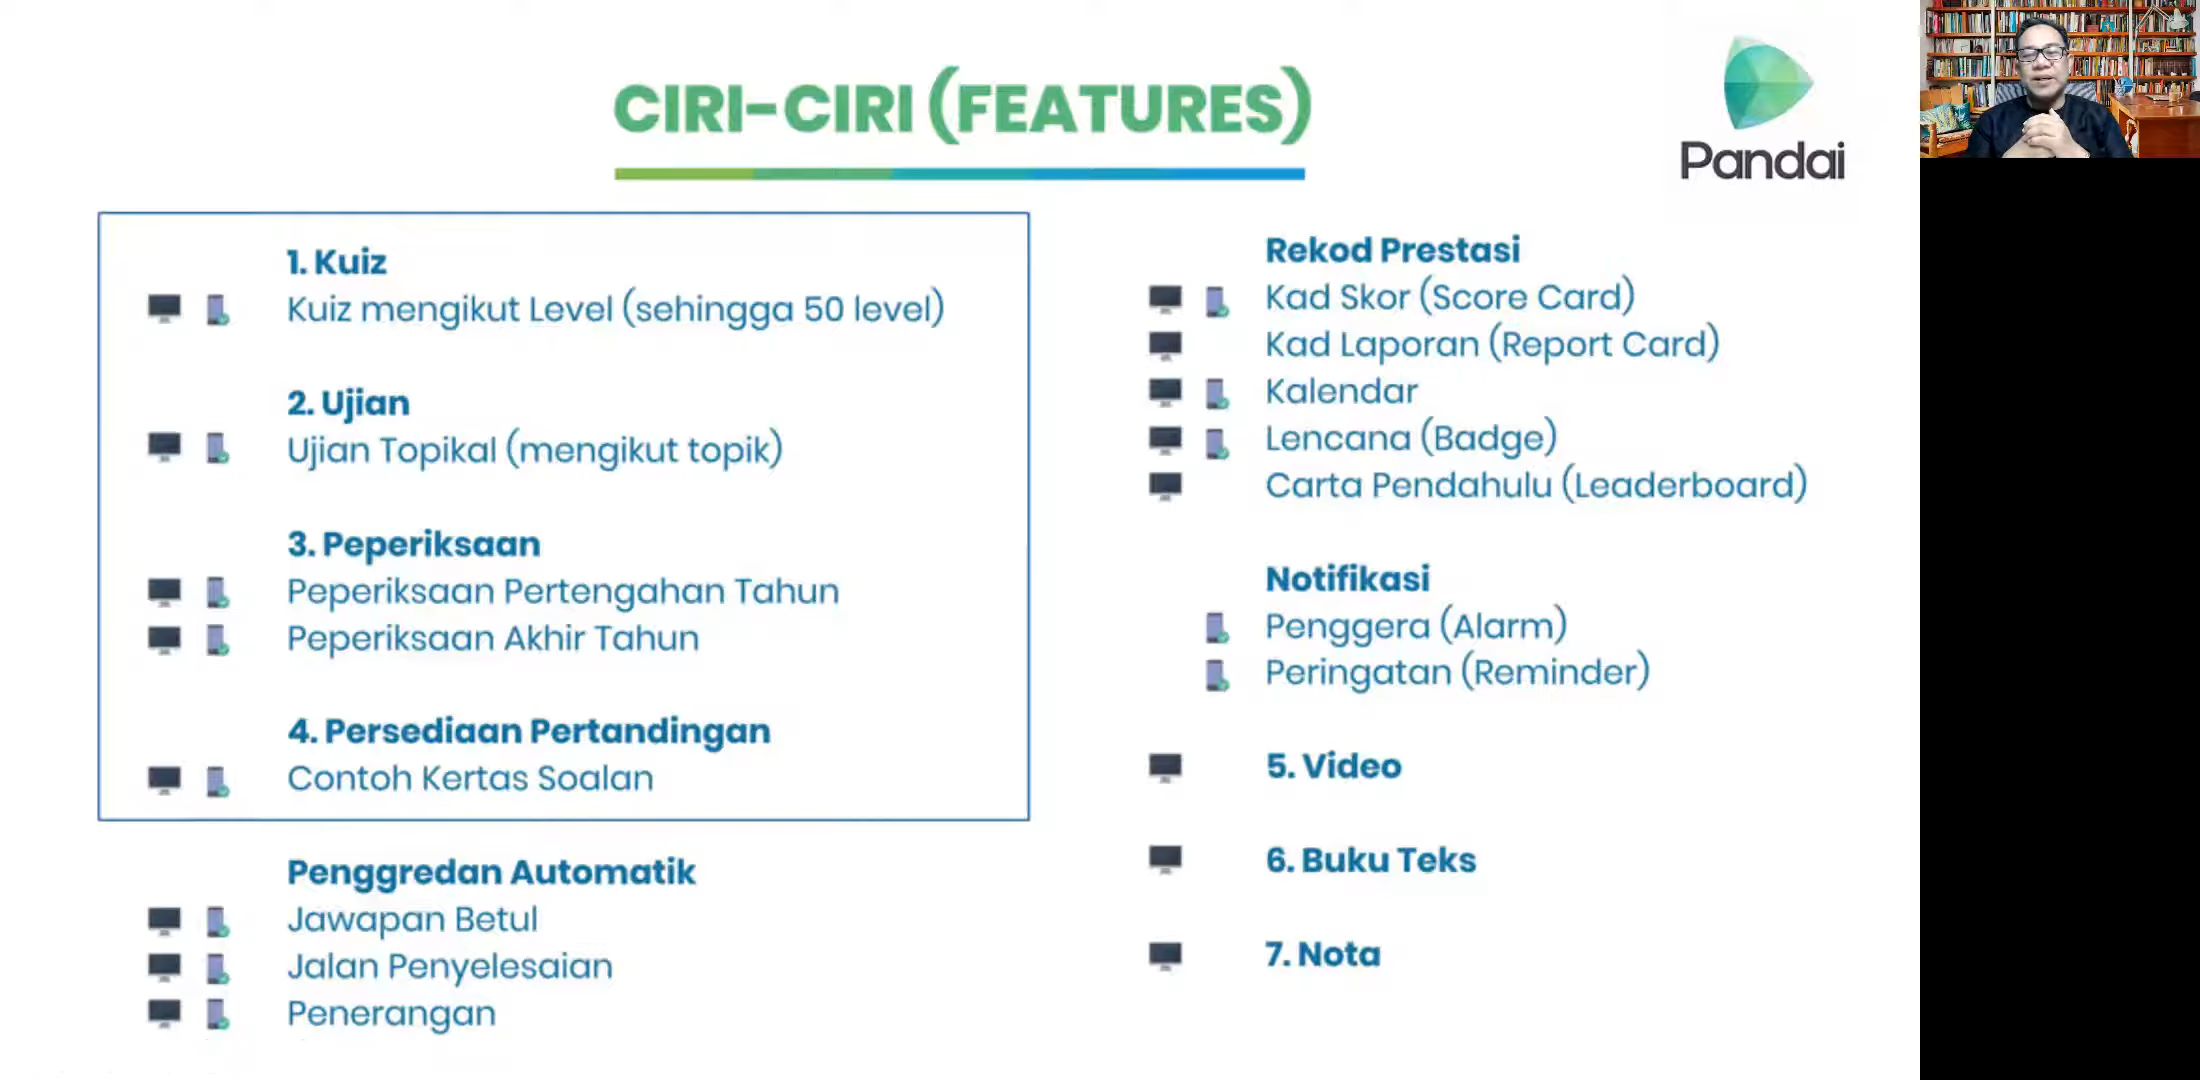 CIRI-CIRI (FEATURES)
Pandai
1. Kuiz
Kuiz mengikut Level (sehingga 50 level)
2. Ujian
Ujian Topikal (mengikut topik)
3. Peperiksaan
Peperiksaan Pertengahan Tahun
Peperiksaan Akhir Tahun
4. Persediaan Pertandingan
Contoh Kertas Soalan
Penggredan Automatik
Jawapan Betul
Jalan Penyelesaian
Penerangan
Rekod Prestasi
Kad Skor (Score Card)
Kad Laporan (Report Card)
Kalendar
Lencana (Badge)
Carta Pendahulu (Leaderboard)
Notifikasi
Penggera (Alarm)
Peringatan (Reminder)
5. Video
6. Buku Teks
7. Nota